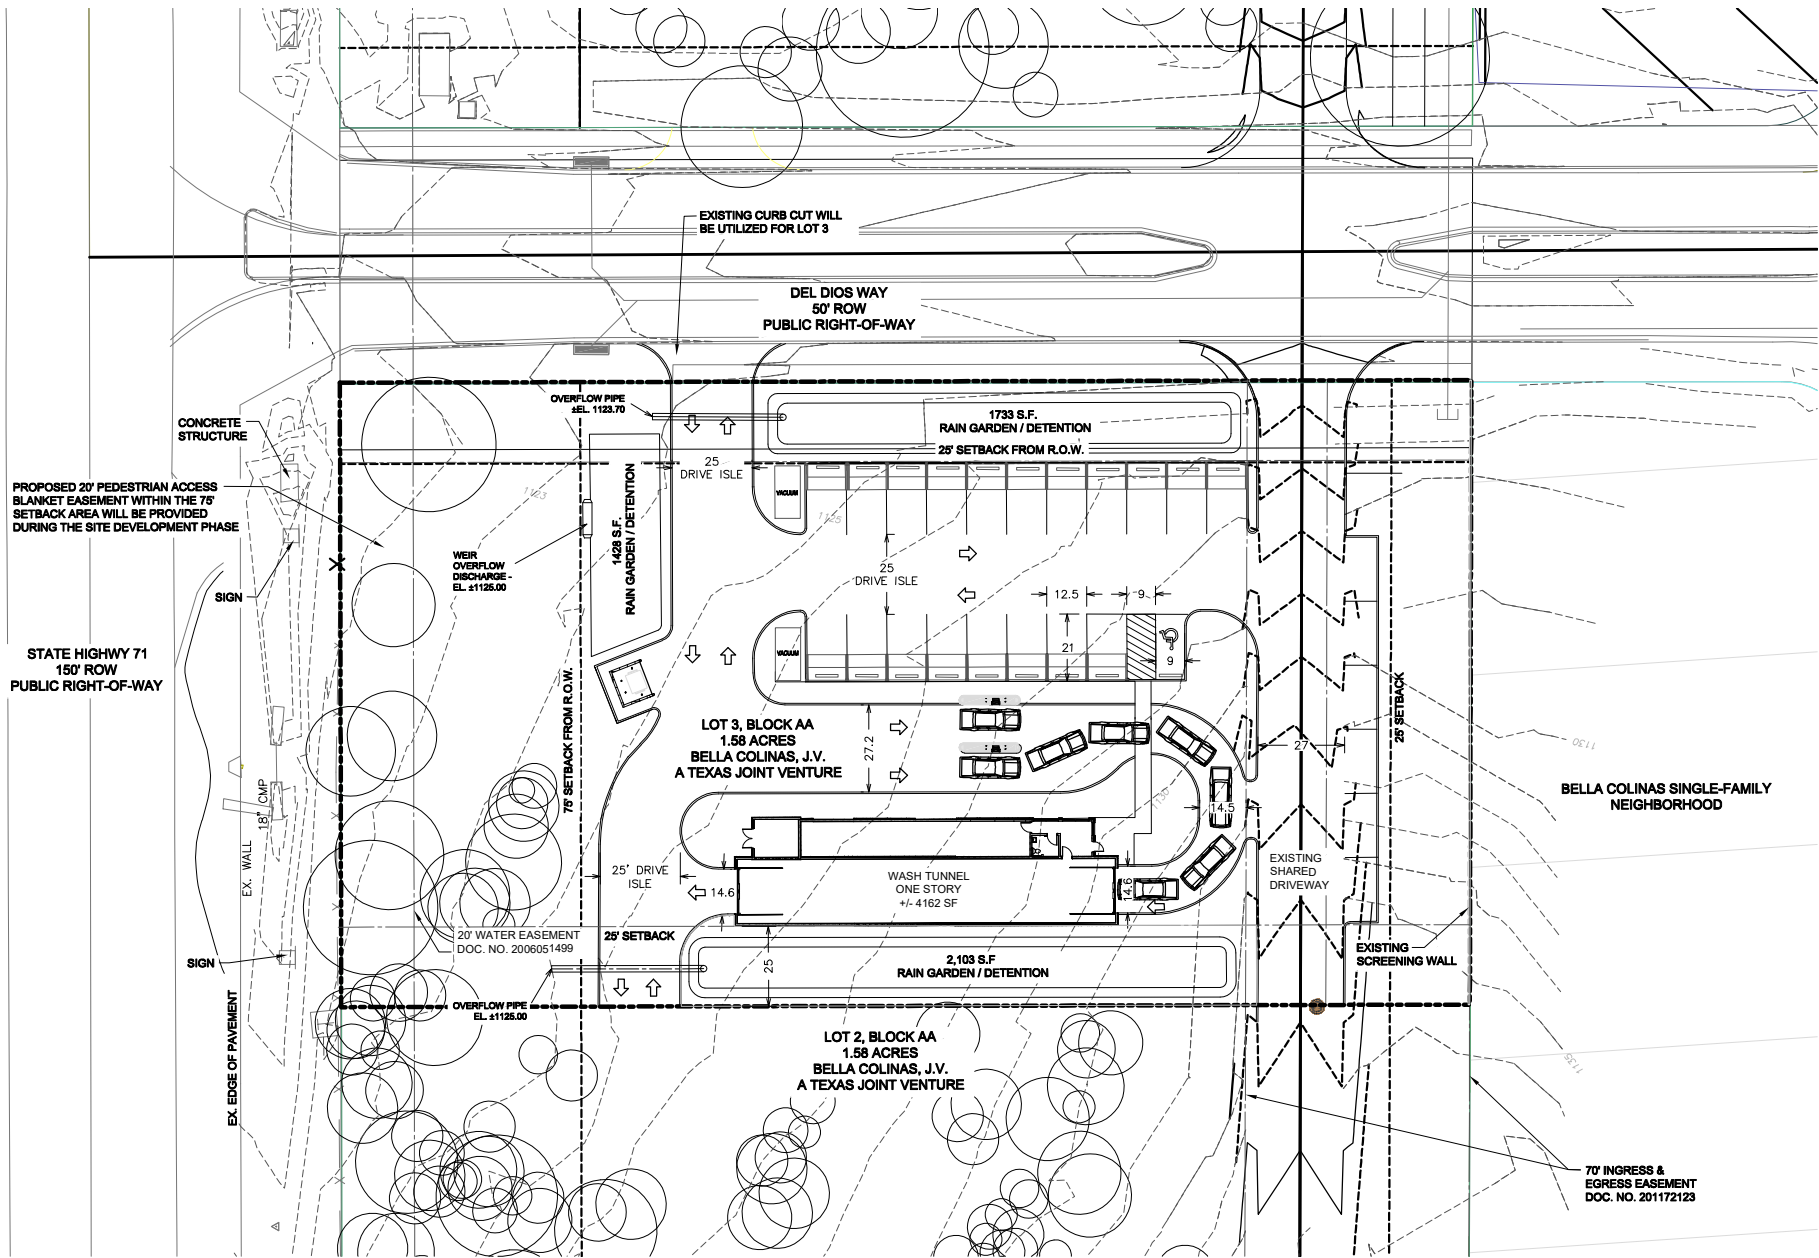 EXISTING CURB CUT WILL
BE UTILIZED FOR LOT 3
DEL DIOS WAY
50' ROW
PUBLIC RIGHT-OF-WAY
OVERFLOW PIPE
±EL. 1123.70
1733 S.F.
RAIN GARDEN / DETENTION
25' SETBACK FROM R.O.W.
CONCRETE
STRUCTURE
25
DRIVE ISLE
PROPOSED 20' PEDESTRIAN ACCESS
BLANKET EASEMENT WITHIN THE 75'
SETBACK AREA WILL BE PROVIDED
DURING THE SITE DEVELOPMENT PHASE
1123
VACUUM
1125
1428 S.F.
RAIN GARDEN / DETENTION
WEIR
OVERFLOW
DISCHARGE -
EL. ±1125.00
25
DRIVE ISLE
SIGN
12.5
9
STATE HIGHWAY 71
150' ROW
PUBLIC RIGHT-OF-WAY
VACUUM
21
9
75' SETBACK FROM R.O.W.
25' SETBACK
LOT 3, BLOCK AA
1.58 ACRES
BELLA COLINAS, J.V.
A TEXAS JOINT VENTURE
27.2
27
1130
BELLA COLINAS SINGLE-FAMILY
NEIGHBORHOOD
18" CMP
1130
14.5
EX. WALL
25' DRIVE
ISLE
14.6
WASH TUNNEL
ONE STORY
+/- 4162 SF
14.6
EXISTING
SHARED
DRIVEWAY
20' WATER EASEMENT
DOC. NO. 2006051499
25' SETBACK
EXISTING
SCREENING WALL
SIGN
25
2,103 S.F
RAIN GARDEN / DETENTION
OVERFLOW PIPE
EL. ±1125.00
EX. EDGE OF PAVEMENT
LOT 2, BLOCK AA
1.58 ACRES
BELLA COLINAS, J.V.
A TEXAS JOINT VENTURE
1135
70' INGRESS &
EGRESS EASEMENT
DOC. NO. 201172123